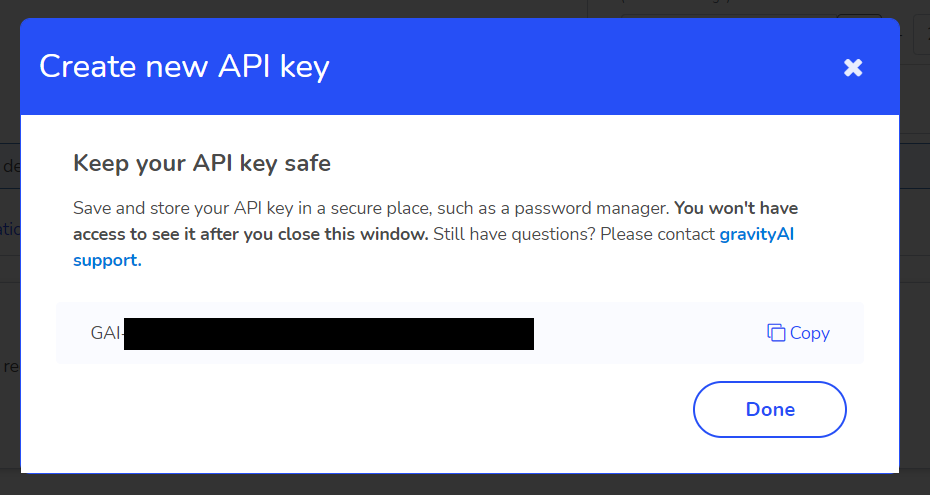 Create new API key
Keep your API key safe
Save and store your API key in a secure place, such as a password manager. You won't have
access to see it after you close this window. Still have questions? Please contact gravityAI
support.
GAI-
Copy
Done
de
re